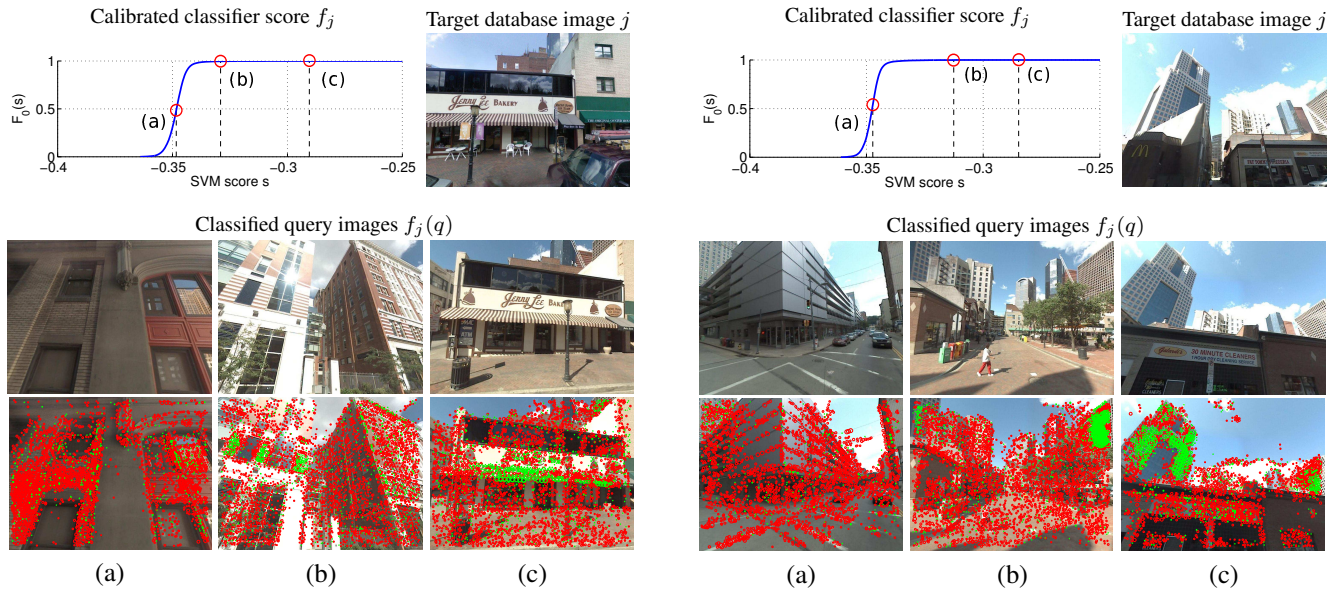 Calibrated classifier score f_j
Target database image j
F_0(s)
1
0.5
0
(a)
(b)
(c)
−0.4
−0.35
−0.3
−0.25
SVM score s
Jenny Lee BAKERY
Classified query images f_j(q)
Jenny Lee
BAKERY
(a)
(b)
(c)
Calibrated classifier score f_j
Target database image j
F_0(s)
1
0.5
0
(a)
(b)
(c)
−0.4
−0.35
−0.3
−0.25
SVM score s
Classified query images f_j(q)
30 MINUTE CLEANERS
(a)
(b)
(c)